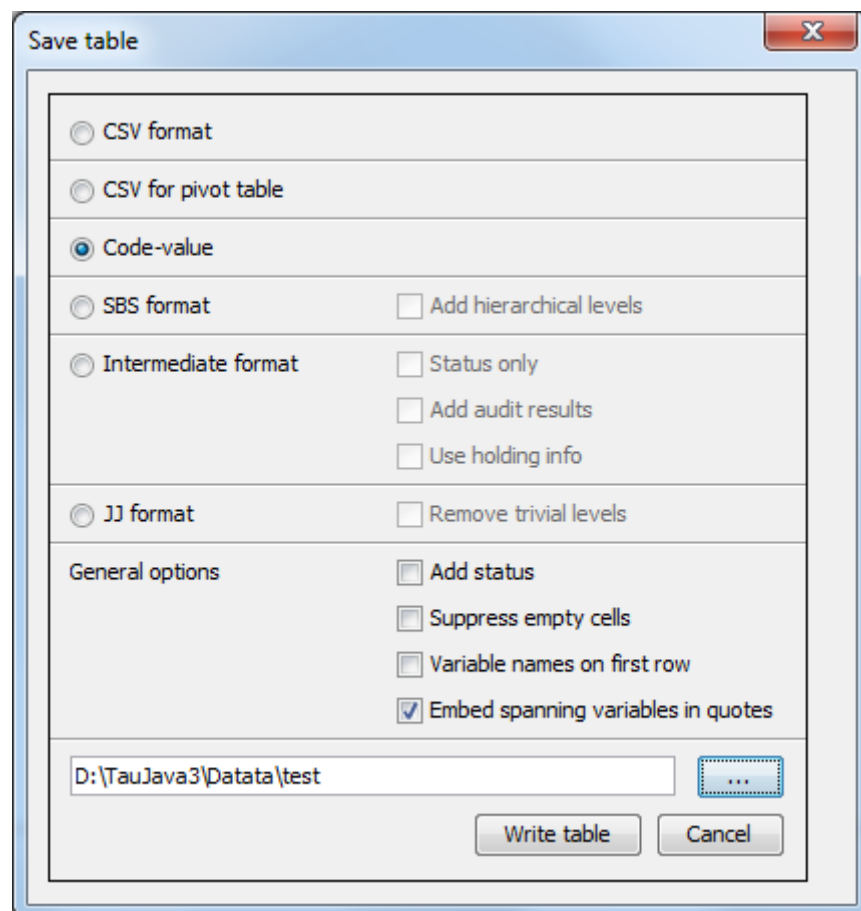 Save table
CSV format
CSV for pivot table
Code-value
SBS format Add hierarchical levels
Intermediate format Status only
Add audit results
Use holding info
JJ format Remove trivial levels
General options Add status
Suppress empty cells
Variable names on first row
Embed spanning variables in quotes
D:\TauJava3\Datata\test ...
Write table Cancel